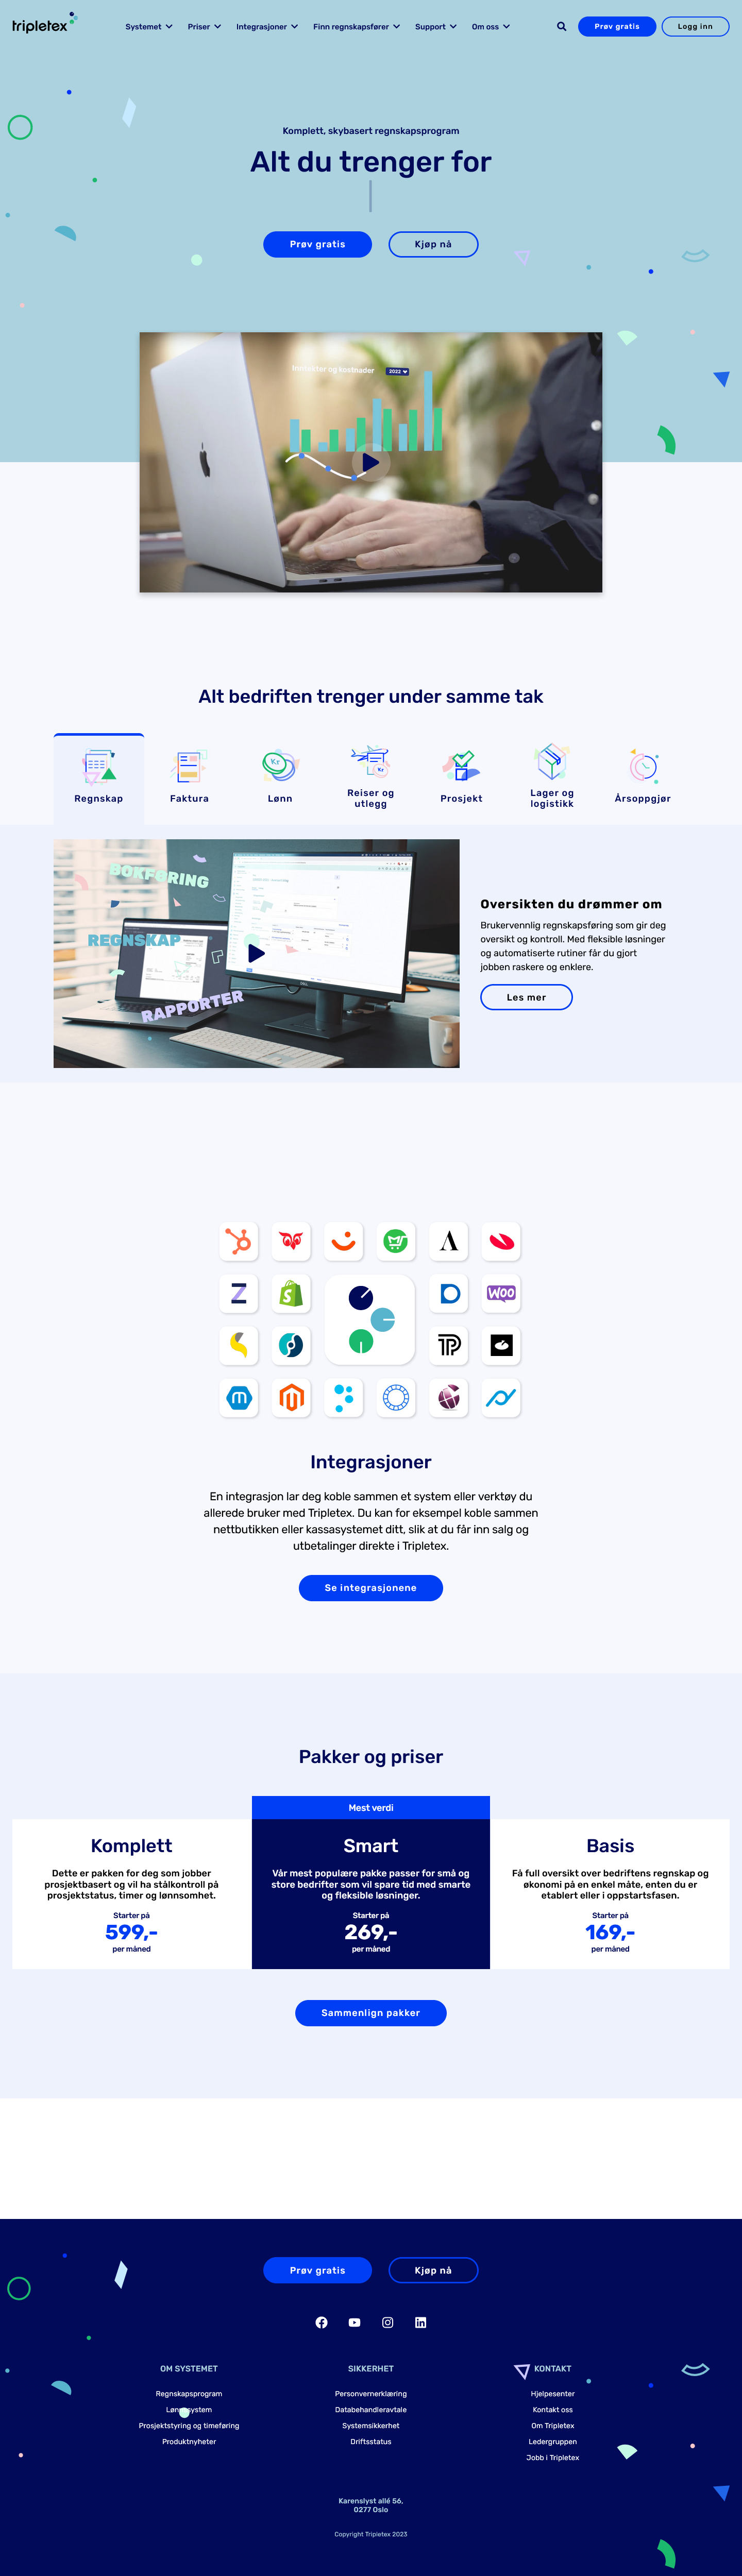 tripletex
Systemet
Priser
Integrasjoner
Finn regnskapsfører
Support
Om oss
Prøv gratis
Logg inn
Komplett, skybasert regnskapsprogram
Alt du trenger for
Prøv gratis
Kjøp nå
Inntekter og kostnader
2022
Alt bedriften trenger under samme tak
Regnskap
Faktura
Lønn
Reiser og
utlegg
Prosjekt
Lager og
logistikk
Årsoppgjør
BOKFØRING
REGNSKAP
RAPPORTER
Oversikten du drømmer om
Brukervennlig regnskapsføring som gir deg
oversikt og kontroll. Med fleksible løsninger
og automatiserte rutiner får du gjort
jobben raskere og enklere.
Les mer
WOO
Integrasjoner
En integrasjon lar deg koble sammen et system eller verktøy du
allerede bruker med Tripletex. Du kan for eksempel koble sammen
nettbutikken eller kassasystemet ditt, slik at du får inn salg og
utbetalinger direkte i Tripletex.
Se integrasjonene
Pakker og priser
Komplett
Dette er pakken for deg som jobber
prosjektbasert og vil ha stålkontroll på
prosjektstatus, timer og lønnsomhet.
Starter på
599,-
per måned
Mest verdi
Smart
Vår mest populære pakke passer for små og
store bedrifter som vil spare tid med smarte
og fleksible løsninger.
Starter på
269,-
per måned
Basis
Få full oversikt over bedriftens regnskap og
økonomi på en enkel måte, enten du er
etablert eller i oppstartsfasen.
Starter på
169,-
per måned
Sammenlign pakker
Prøv gratis
Kjøp nå
OM SYSTEMET
Regnskapsprogram
Lønnssystem
Prosjektstyring og timeføring
Produktnyheter
SIKKERHET
Personvernerklæring
Databehandleravtale
Systemsikkerhet
Driftsstatus
KONTAKT
Hjelpesenter
Kontakt oss
Om Tripletex
Ledergruppen
Jobb i Tripletex
Karenslyst allé 56,
0277 Oslo
Copyright Tripletex 2023